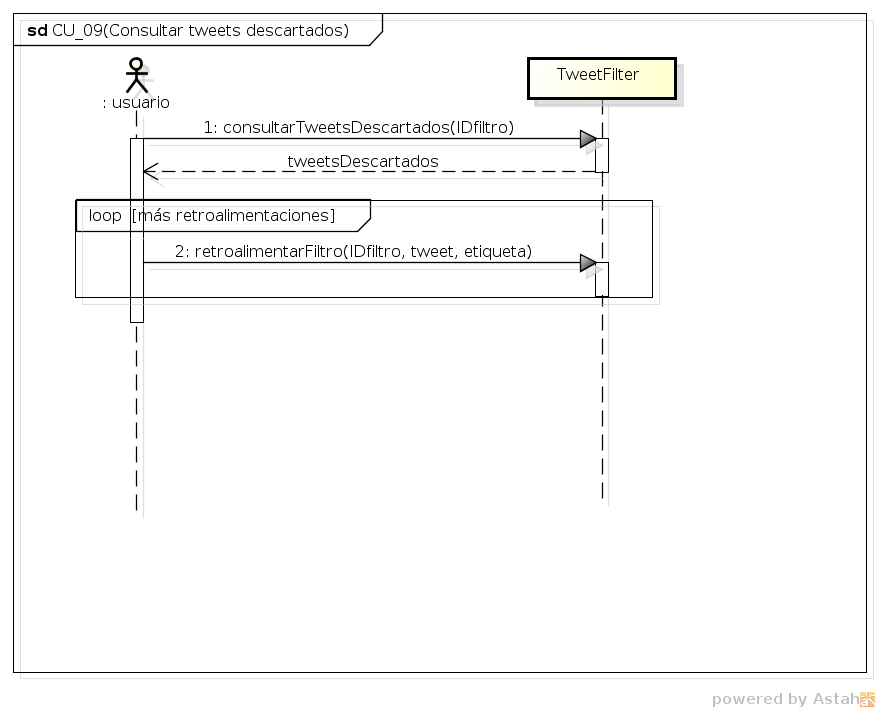 sd CU_09(Consultar tweets descartados)
: usuario
TweetFilter
1: consultarTweetsDescartados(IDfiltro)
tweetsDescartados
loop [más retroalimentaciones]
2: retroalimentarFiltro(IDfiltro, tweet, etiqueta)
powered by Astah